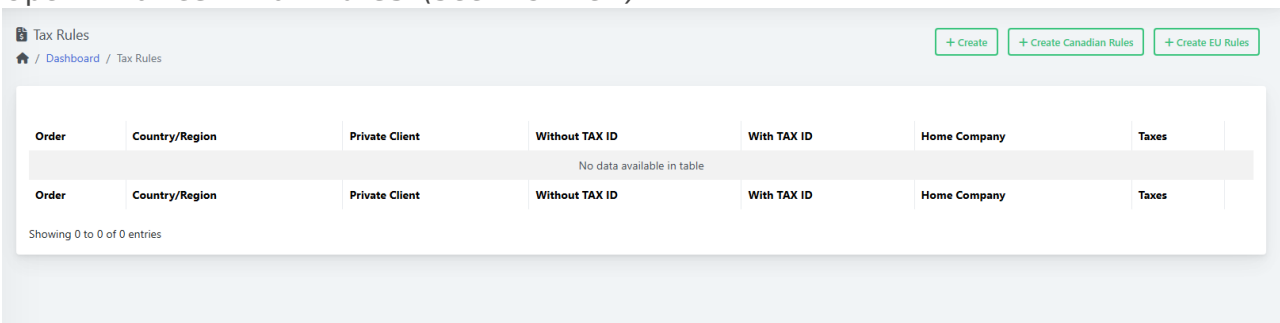 Tax Rules
/ Dashboard / Tax Rules
+ Create
+ Create Canadian Rules
+ Create EU Rules
Order Country/Region Private Client Without TAX ID With TAX ID Home Company Taxes
No data available in table
Order Country/Region Private Client Without TAX ID With TAX ID Home Company Taxes
Showing 0 to 0 of 0 entries